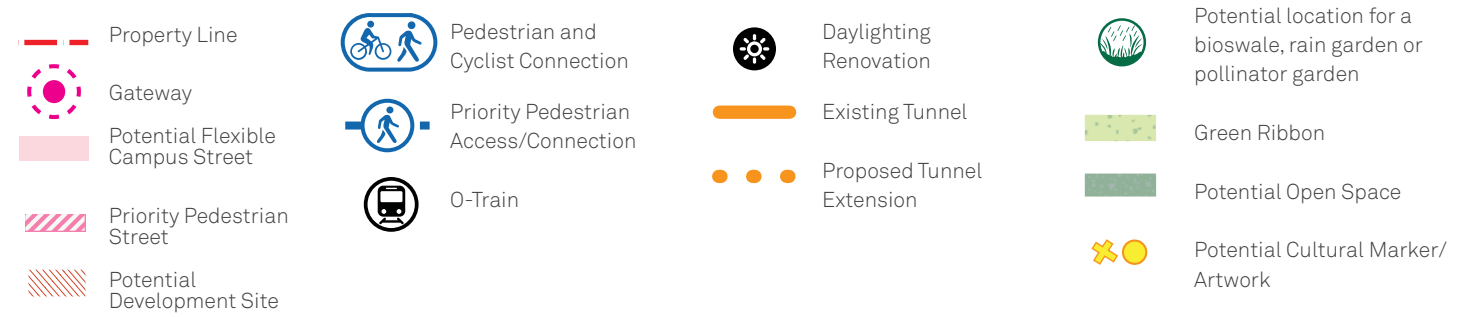 Property Line
Gateway
Potential Flexible
Campus Street
Priority Pedestrian
Street
Potential
Development Site
Pedestrian and
Cyclist Connection
Priority Pedestrian
Access/Connection
O-Train
Daylighting
Renovation
Existing Tunnel
Proposed Tunnel
Extension
Potential location for a
bioswale, rain garden or
pollinator garden
Green Ribbon
Potential Open Space
Potential Cultural Marker/
Artwork